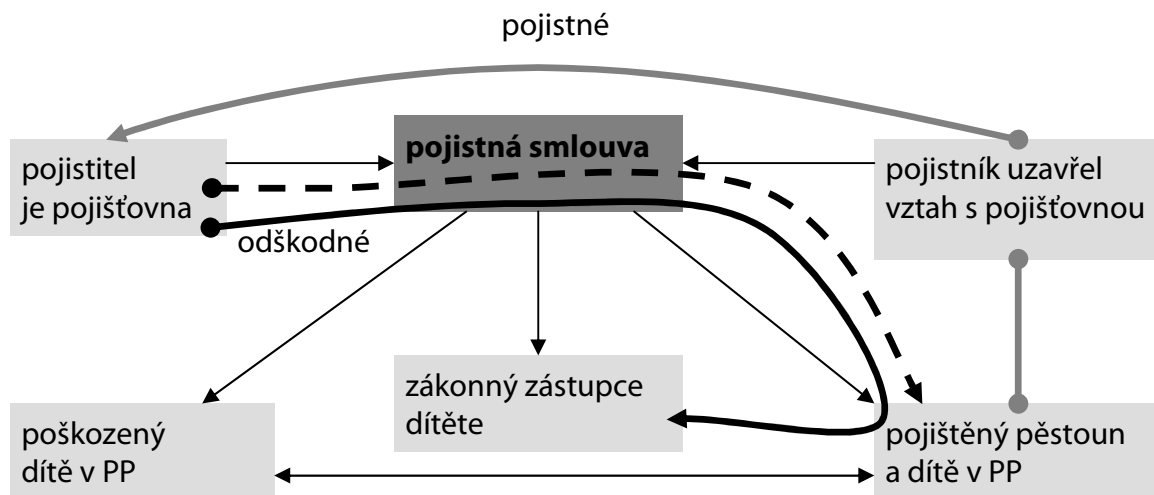 pojistné
pojistitel
je pojišťovna
pojistná smlouva
pojistník uzavřel
vztah s pojišťovnou
odškodné
poškozený
dítě v PP
zákonný zástupce
dítěte
pojištěný pěstoun
a dítě v PP